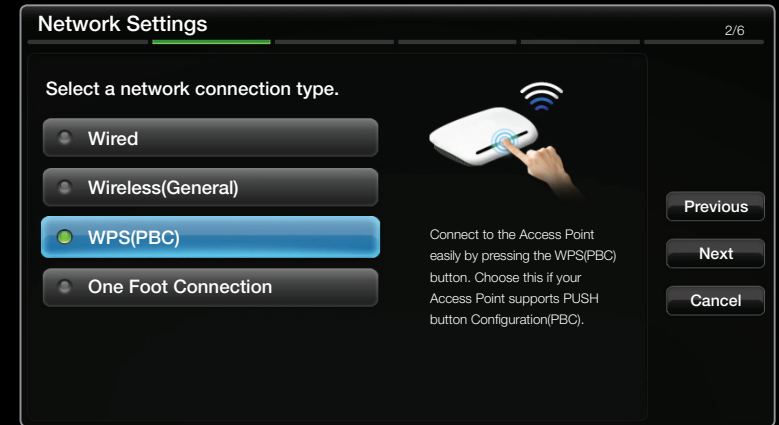 Network Settings
2/6
Select a network connection type.
Wired
Wireless(General)
WPS(PBC)
One Foot Connection
Connect to the Access Point
easily by pressing the WPS(PBC)
button. Choose this if your
Access Point supports PUSH
button Configuration(PBC).
Previous
Next
Cancel